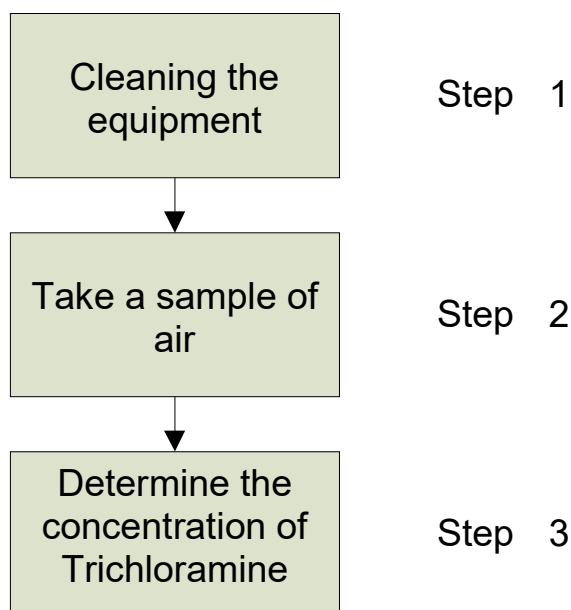 Cleaning the
equipment
Step 1
Take a sample of
air
Step 2
Determine the
concentration of
Trichloramine
Step 3